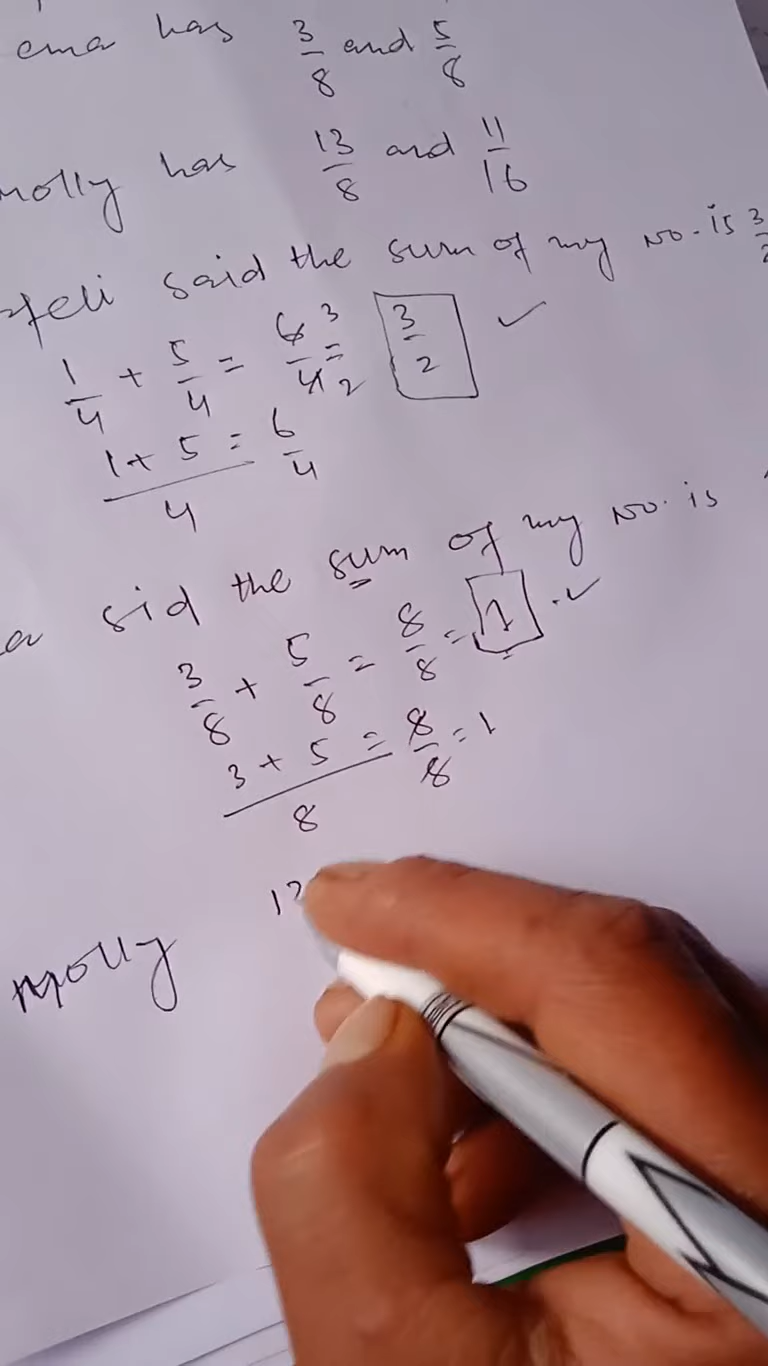 ema has 3/8 and 5/8
molly has 13/8 and 11/16
feli said the sum of my no. is 3/2
1/4 + 5/4 = 6/4 3/2 = 3/2 ✓
1 + 5 / 4 = 6/4
a sid the sum of my no. is
3/8 + 5/8 = 8/8 = 1 ✓
3 + 5 / 8 = 8/8 = 1
molly 13